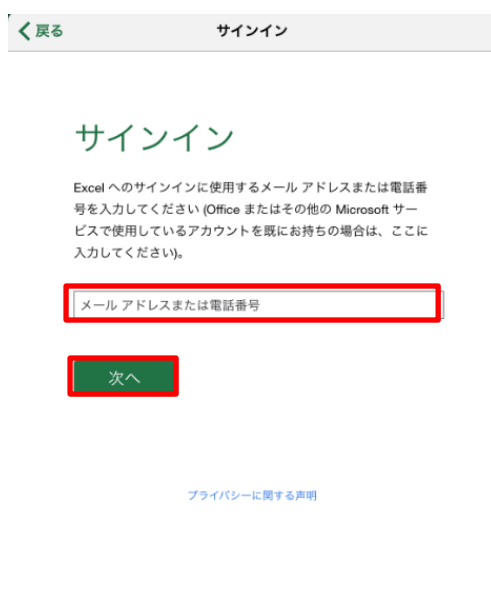 戻る サインイン
サインイン
Excel へのサインインに使用するメール アドレスまたは電話番
号を入力してください (Office またはその他の Microsoft サー
ビスで使用しているアカウントを既にお持ちの場合は、ここに
入力してください)。
メール アドレスまたは電話番号
次へ
プライバシーに関する声明